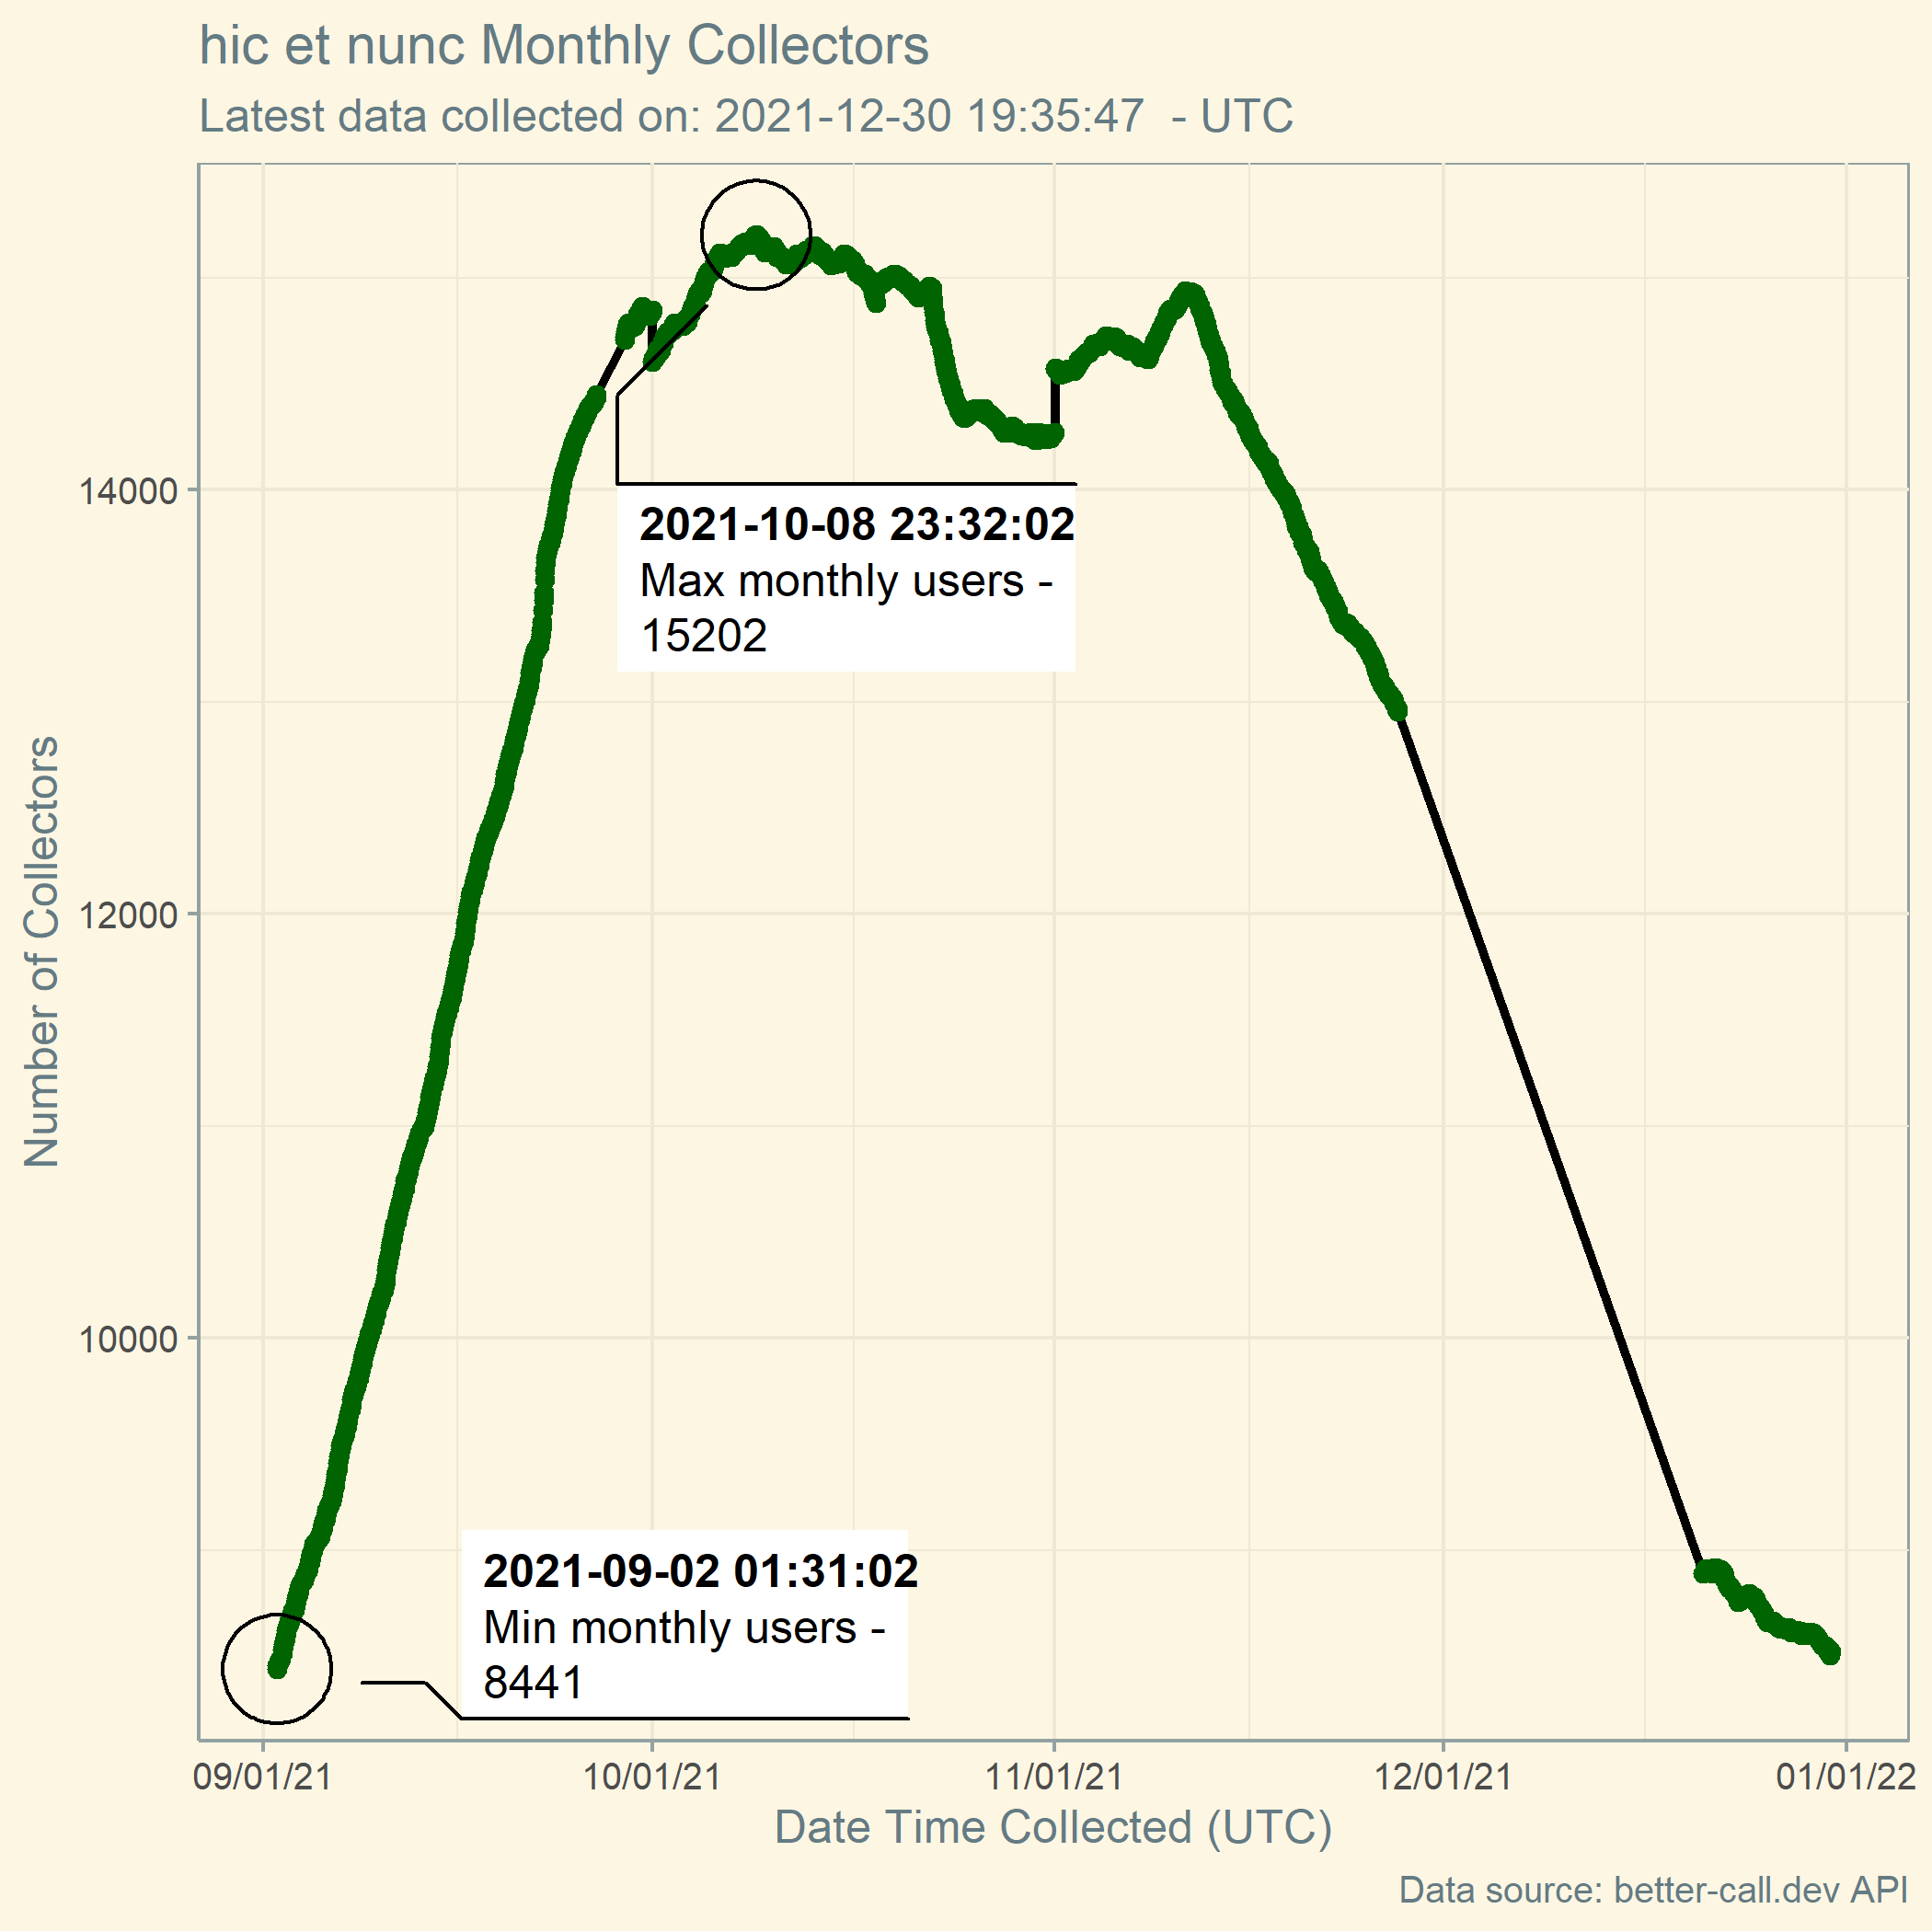 hic et nunc Monthly Collectors
Latest data collected on: 2021-12-30 19:35:47  - UTC
Number of Collectors
14000
12000
10000
2021-10-08 23:32:02
Max monthly users -
15202
2021-09-02 01:31:02
Min monthly users -
8441
09/01/21 10/01/21 11/01/21 12/01/21 01/01/22
Date Time Collected (UTC)
Data source: better-call.dev API